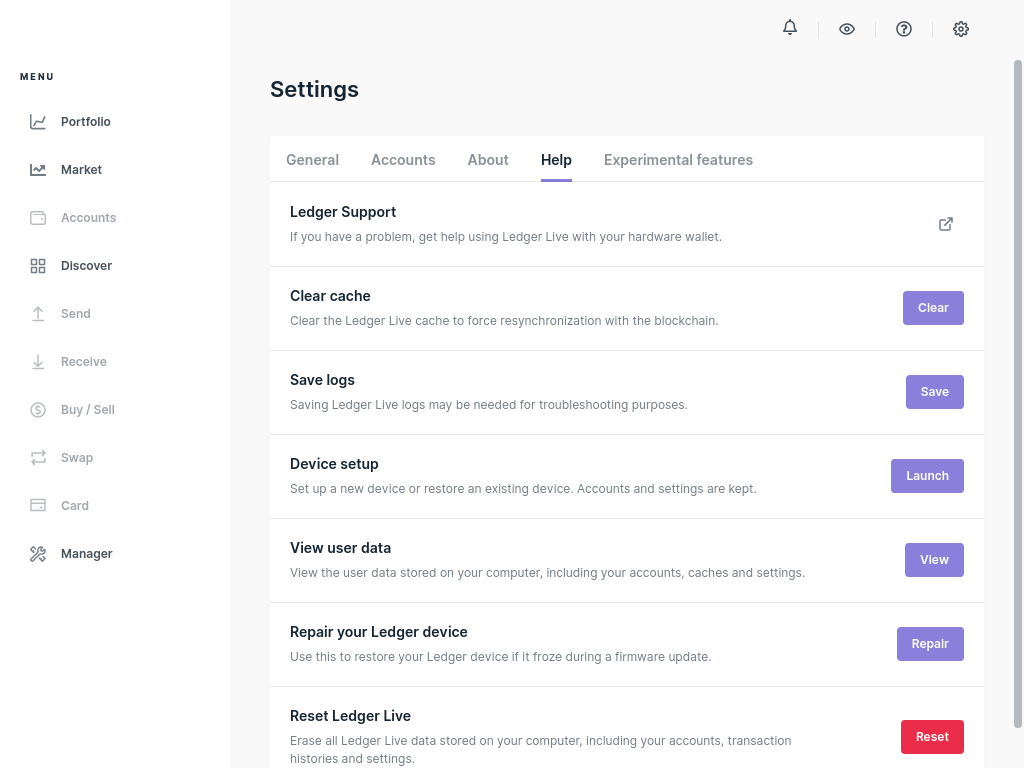 MENU
Portfolio
Market
Accounts
Discover
Send
Receive
Buy / Sell
Swap
Card
Manager
Settings
General Accounts About Help Experimental features
Ledger Support
If you have a problem, get help using Ledger Live with your hardware wallet.
Clear cache
Clear the Ledger Live cache to force resynchronization with the blockchain.
Clear
Save logs
Saving Ledger Live logs may be needed for troubleshooting purposes.
Save
Device setup
Set up a new device or restore an existing device. Accounts and settings are kept.
Launch
View user data
View the user data stored on your computer, including your accounts, caches and settings.
View
Repair your Ledger device
Use this to restore your Ledger device if it froze during a firmware update.
Repair
Reset Ledger Live
Erase all Ledger Live data stored on your computer, including your accounts, transaction
histories and settings.
Reset